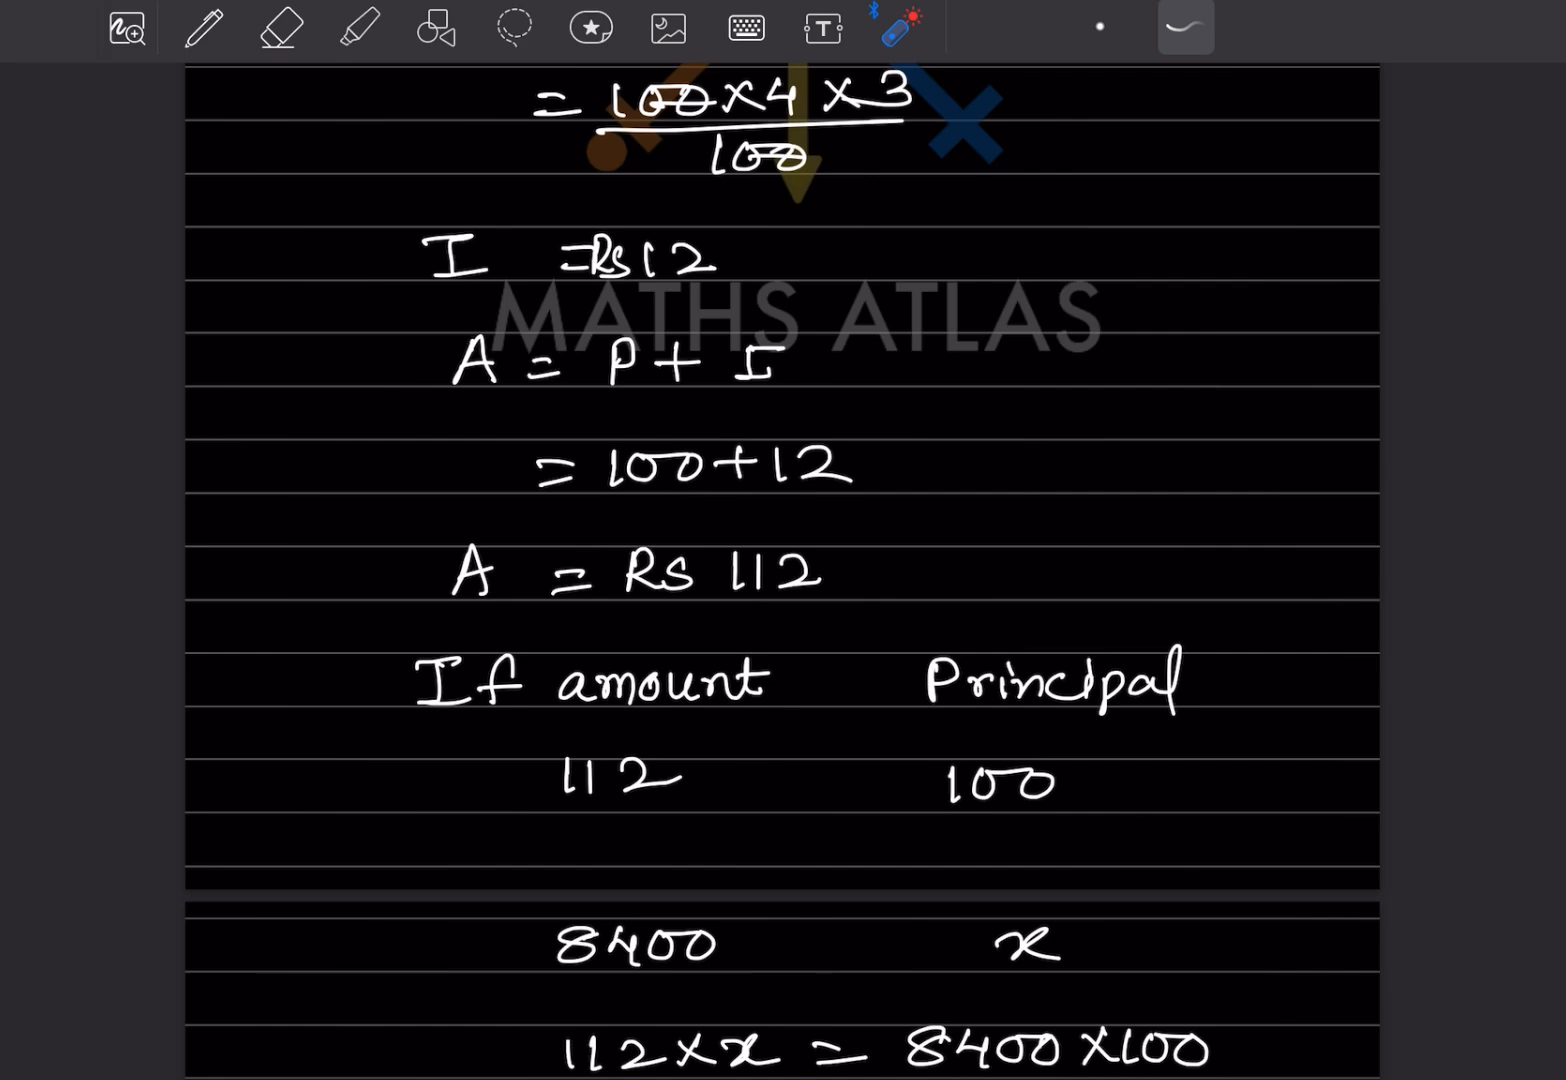 = 100 × 4 × 3
100
I = Rs 12
MATHS ATLAS
A = P + I
= 100 + 12
A = Rs 112
If amount Principal
112 100
8400 x
112 × x = 8400 × 100